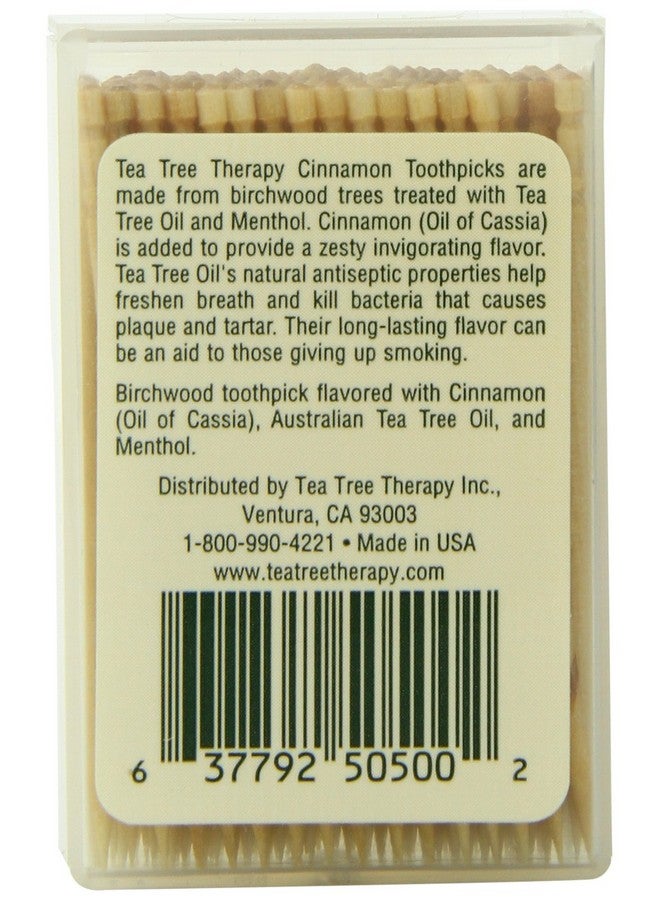 Tea Tree Therapy Cinnamon Toothpicks are
made from birchwood trees treated with Tea
Tree Oil and Menthol. Cinnamon (Oil of Cassia)
is added to provide a zesty invigorating flavor.
Tea Tree Oil's natural antiseptic properties help
freshen breath and kill bacteria that causes
plaque and tartar. Their long-lasting flavor can
be an aid to those giving up smoking.
Birchwood toothpick flavored with Cinnamon
(Oil of Cassia), Australian Tea Tree Oil, and
Menthol.
Distributed by Tea Tree Therapy Inc.,
Ventura, CA 93003
1-800-990-4221 • Made in USA
www.teatreetherapy.com
6 37792 50500 2